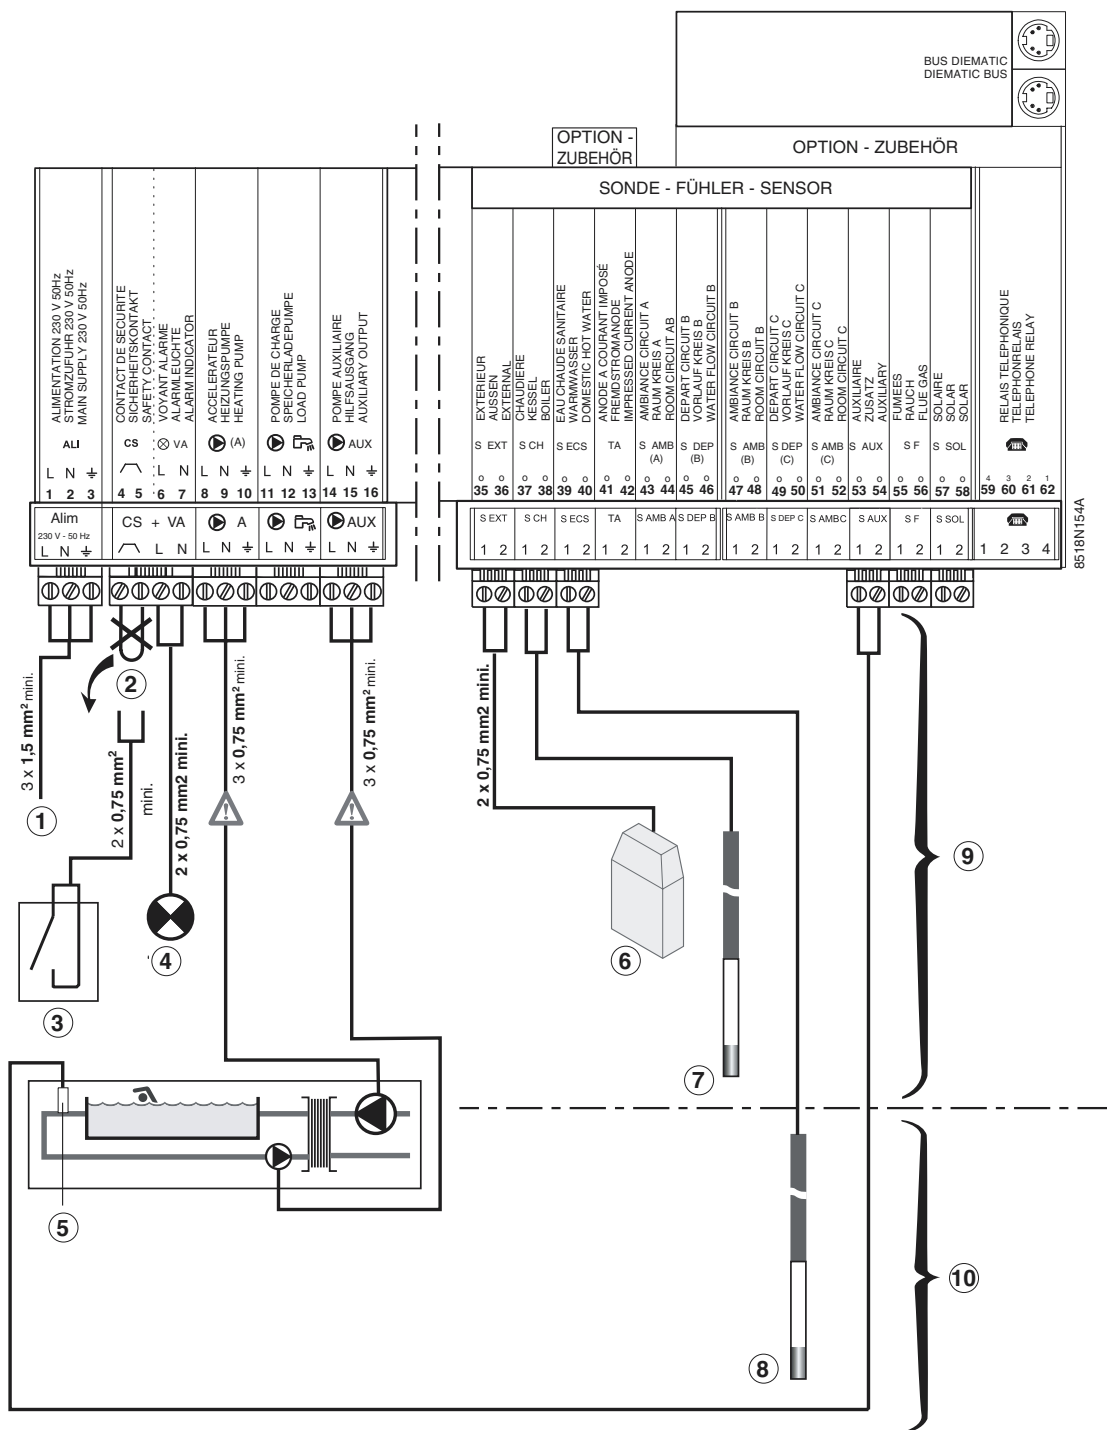 BUS DIEMATIC
DIEMATIC BUS
OPTION -
ZUBEHÖR
OPTION - ZUBEHÖR
SONDE - FÜHLER - SENSOR
ALIMENTATION 230 V 50Hz
STROMZUFUHR 230 V 50Hz
MAIN SUPPLY 230 V 50Hz
CONTACT DE SECURITE
SICHERHEITSKONTAKT
SAFETY CONTACT
VOYANT ALARME
ALARMLEUCHTE
ALARM INDICATOR
ACCELERATEUR
HEIZUNGSPUMPE
HEATING PUMP
POMPE DE CHARGE
SPEICHERLADEPUMPE
LOAD PUMP
POMPE AUXILIAIRE
HILFSAUSGANG
AUXILIARY OUTPUT
EXTERIEUR
AUSSEN
EXTERNAL
CHAUDIERE
KESSEL
BOILER
EAU CHAUDE SANITAIRE
WARMWASSER
DOMESTIC HOT WATER
ANODE A COURANT IMPOSÉ
FREMDSTROMANODE
IMPRESSED CURRENT ANODE
AMBIANCE CIRCUIT A
RAUM KREIS A
ROOM CIRCUIT AB
DEPART CIRCUIT B
VORLAUF KREIS B
WATER FLOW CIRCUIT B
AMBIANCE CIRCUIT B
RAUM KREIS B
ROOM CIRCUIT B
DEPART CIRCUIT C
VORLAUF KREIS C
WATER FLOW CIRCUIT C
AMBIANCE CIRCUIT C
RAUM KREIS C
ROOM CIRCUIT C
AUXILIAIRE
ZUSATZ
AUXILIARY
FUMEES
RAUCH
FLUE GAS
SOLAIRE
SOLAR
SOLAR
RELAIS TELEPHONIQUE
TELEPHONRELAIS
TELEPHONE RELAY
ALI CS VA (A) AUX
S EXT S CH S ECS TA S AMB (A) S DEP (B) S AMB (B) S DEP (C) S AMB (C) S AUX S F S SOL
L N L N L N L N L N
4 3 2 1
1 2 3 4 5 6 7 8 9 10 11 12 13 14 15 16
35 36 37 38 39 40 41 42 43 44 45 46 47 48 49 50 51 52 53 54 55 56 57 58 59 60 61 62
Alim CS + VA A AUX
230 V - 50 Hz
L N L N L N L N L N
S EXT S CH S ECS TA S AMB A S DEP B S AMB B S DEP C S AMBC S AUX S F S SOL
1 2 1 2 1 2 1 2 1 2 1 2 1 2 1 2 1 2 1 2 1 2 1 2 1 2 3 4
8518N154A
3 x 1,5 mm² mini.
2 x 0,75 mm² mini.
2 x 0,75 mm2 mini.
3 x 0,75 mm² mini.
3 x 0,75 mm² mini.
2 x 0,75 mm2 mini.
1
2
3
4
5
6
7
8
9
10